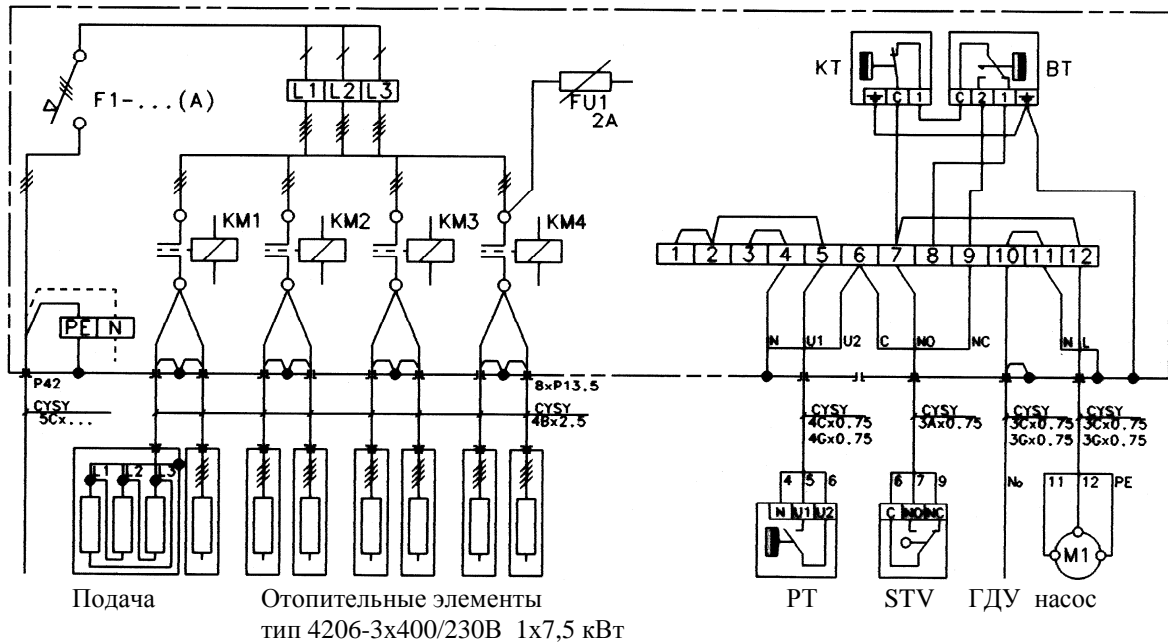 F1-...(A)
L1 L2 L3
FU1
2A
KT
BT
C 1
C 2 1
KM1
KM2
KM3
KM4
1 2 3 4 5 6 7 8 9 10 11 12
PE N
N U1 U2 C NO NC N L
P42
8xP13.5
CYSY
5Cx...
CYSY
4Bx2.5
CYSY
4Cx0.75
4Gx0.75
CYSY
3Ax0.75
CYSY
3Cx0.75
3Gx0.75
CYSY
3Cx0.75
3Gx0.75
L1 L2 L3
4 5 6
6 7 9
No
11 12 PE
N U1 U2
C NO NC
M1
Подача
Отопительные элементы
тип 4206-3х400/230В 1х7,5 кВт
РТ
STV
ГДУ
насос